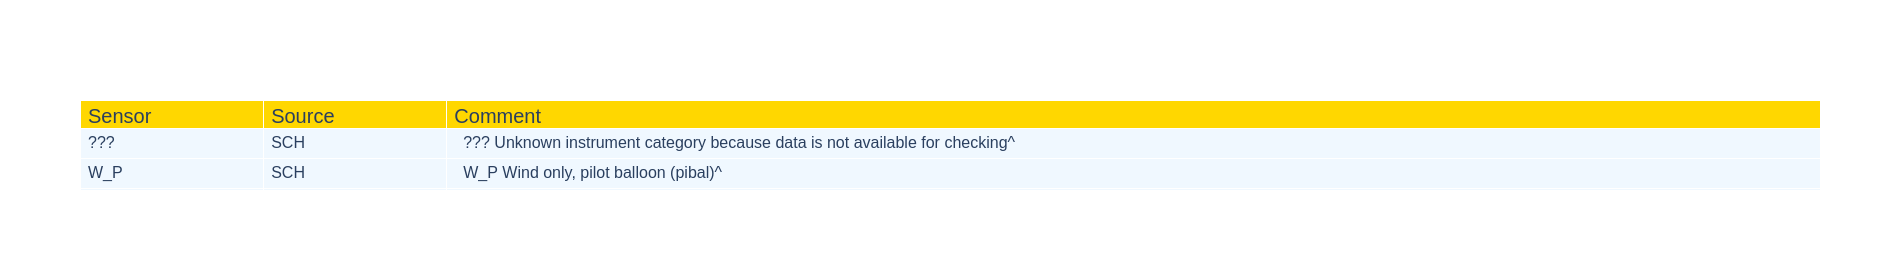 Sensor Source Comment
??? SCH ??? Unknown instrument category because data is not available for checking^
W_P SCH W_P Wind only, pilot balloon (pibal)^